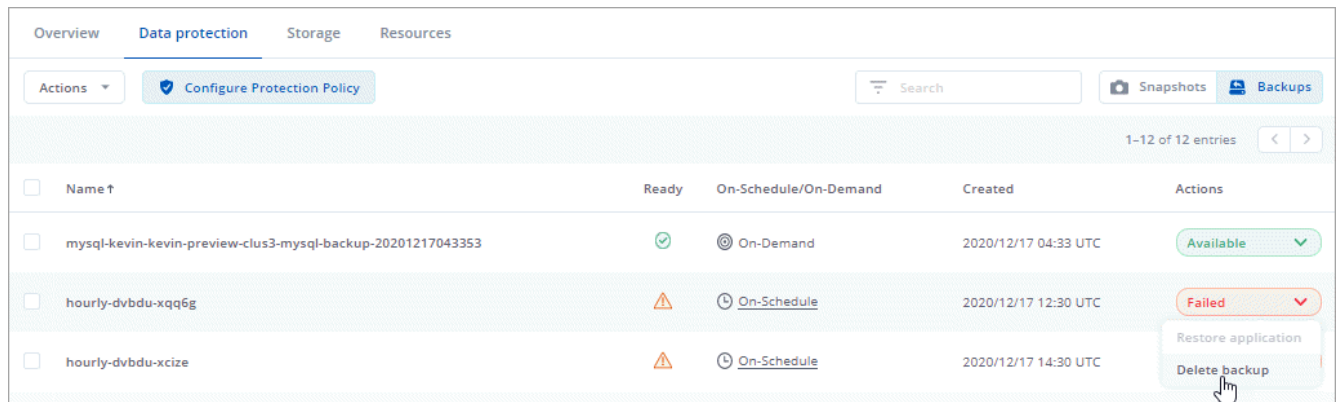 Overview Data protection Storage Resources
Actions Configure Protection Policy Search Snapshots Backups
1–12 of 12 entries < >
Name↑ Ready On-Schedule/On-Demand Created Actions
mysql-kevin-kevin-preview-clus3-mysql-backup-20201217043353 On-Demand 2020/12/17 04:33 UTC Available
hourly-dvbdu-xqq6g On-Schedule 2020/12/17 12:30 UTC Failed
Restore application
hourly-dvbdu-xcize On-Schedule 2020/12/17 14:30 UTC Delete backup